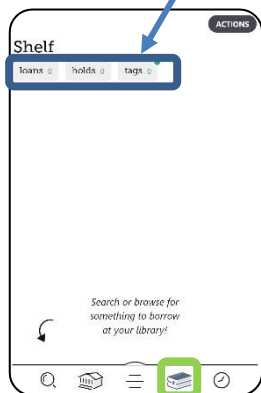 ACTIONS
Shelf
loans 0 holds 0 tags 0
Search or browse for
something to borrow
at your library!